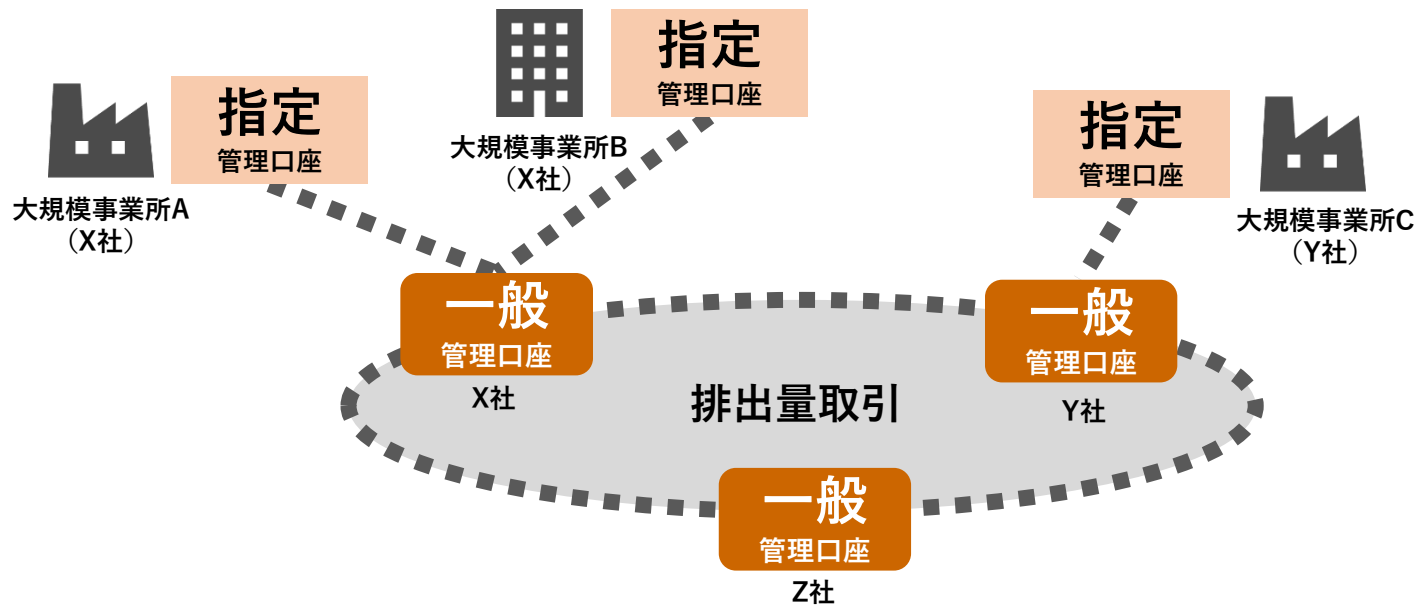 指定
管理口座
大規模事業所A
（X社）
指定
管理口座
大規模事業所B
（X社）
指定
管理口座
大規模事業所C
（Y社）
一般
管理口座
X社
一般
管理口座
Y社
排出量取引
一般
管理口座
Z社